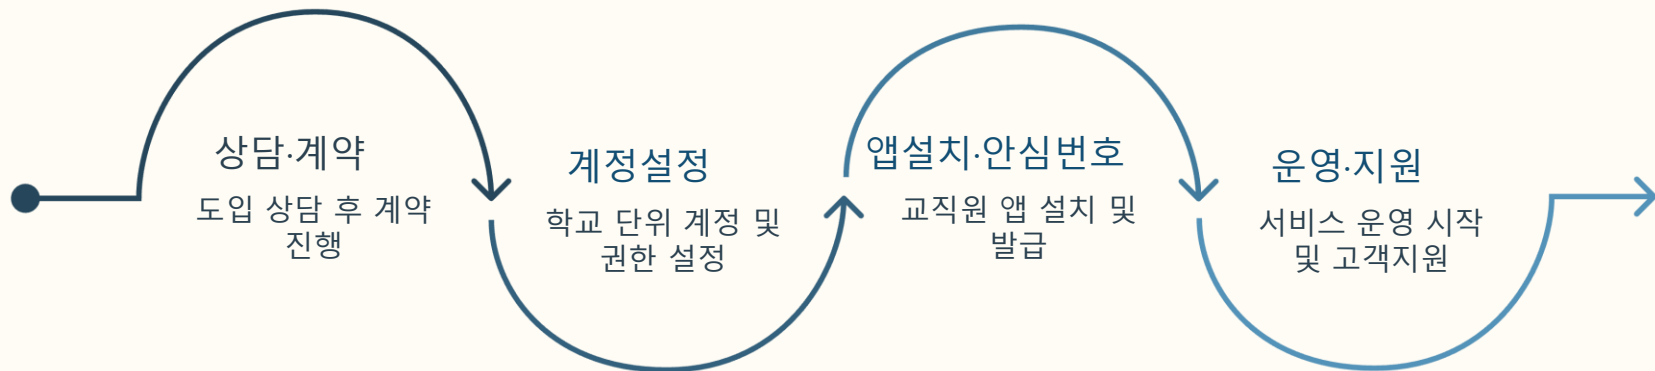 상담·계약
도입 상담 후 계약
진행
계정설정
학교 단위 계정 및
권한 설정
앱설치·안심번호
교직원 앱 설치 및
발급
운영·지원
서비스 운영 시작
및 고객지원